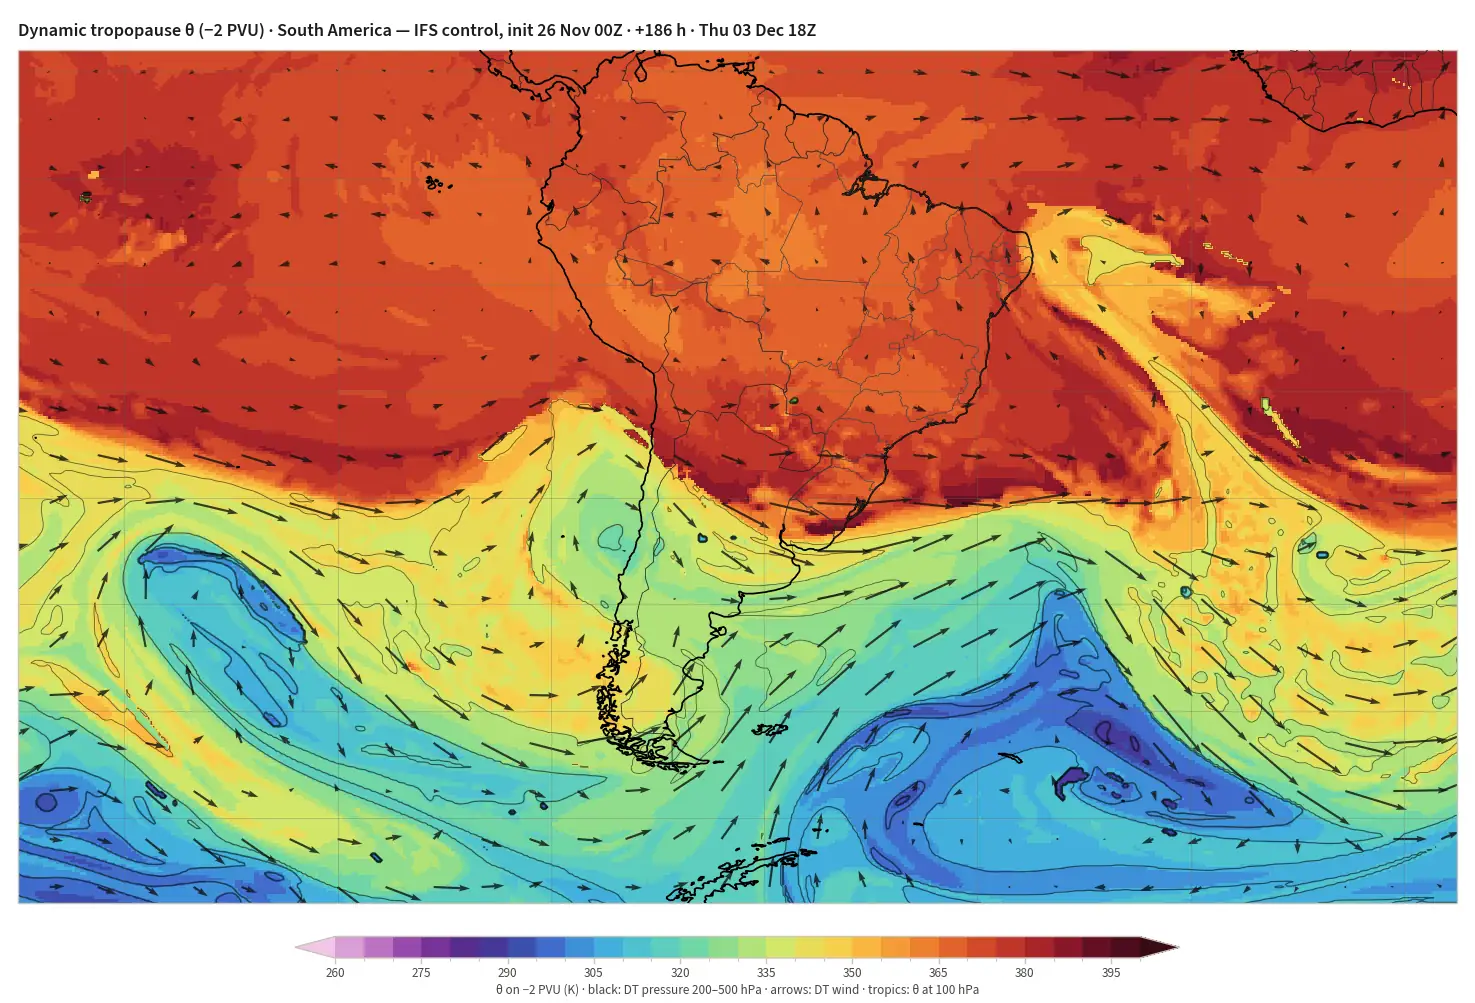 Dynamic tropopause θ (−2 PVU) · South America — IFS control, init 26 Nov 00Z · +186 h · Thu 03 Dec 18Z
260 275 290 305 320 335 350 365 380 395
θ on −2 PVU (K) · black: DT pressure 200–500 hPa · arrows: DT wind · tropics: θ at 100 hPa